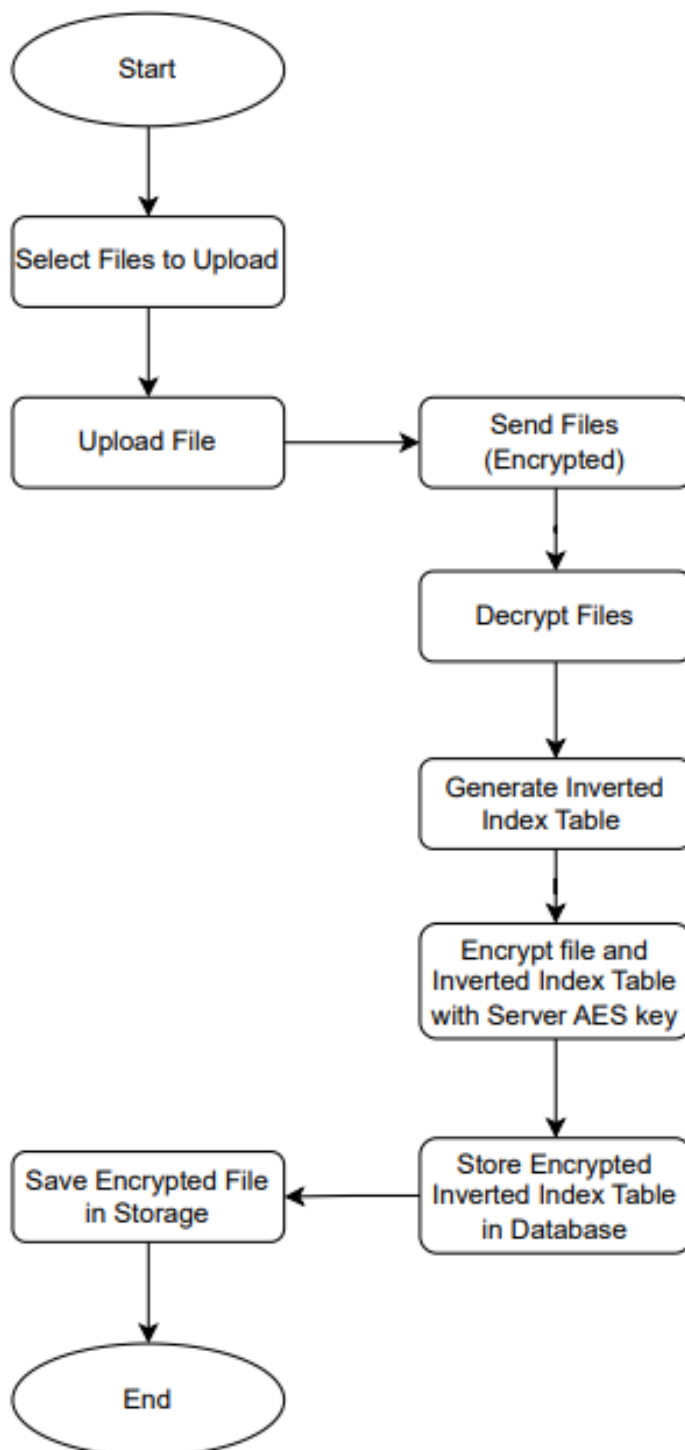 Start
Select Files to Upload
Upload File
Send Files
(Encrypted)
Decrypt Files
Generate Inverted
Index Table
Encrypt file and
Inverted Index Table
with Server AES key
Store Encrypted
Inverted Index Table
in Database
Save Encrypted File
in Storage
End